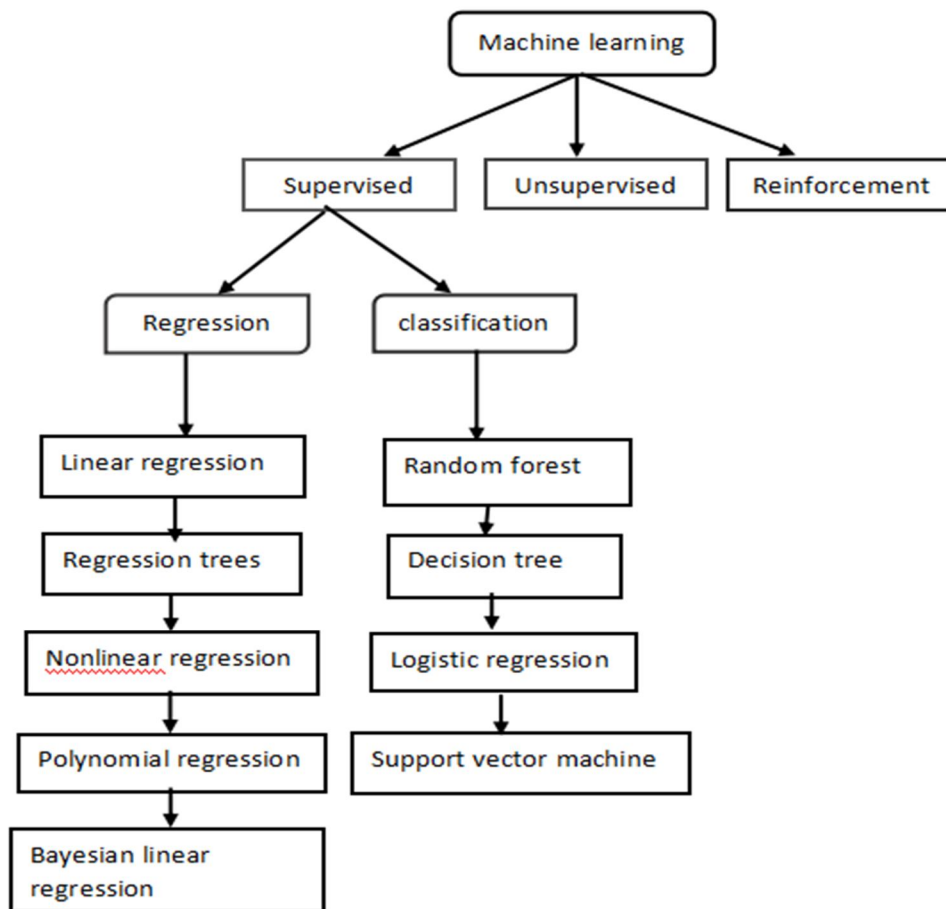 Machine learning
Supervised
Unsupervised
Reinforcement
Regression
classification
Linear regression
Random forest
Regression trees
Decision tree
Nonlinear regression
Logistic regression
Polynomial regression
Support vector machine
Bayesian linear
regression